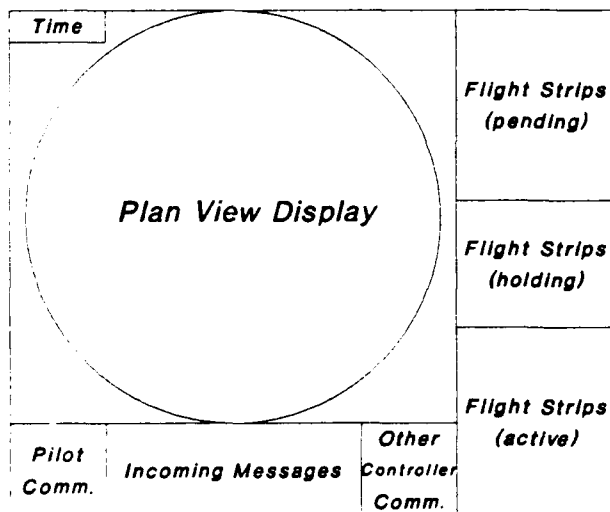 Time
Flight Strips
(pending)
Plan View Display
Flight Strips
(holding)
Flight Strips
(active)
Pilot
Comm.
Incoming Messages
Other
Controller
Comm.